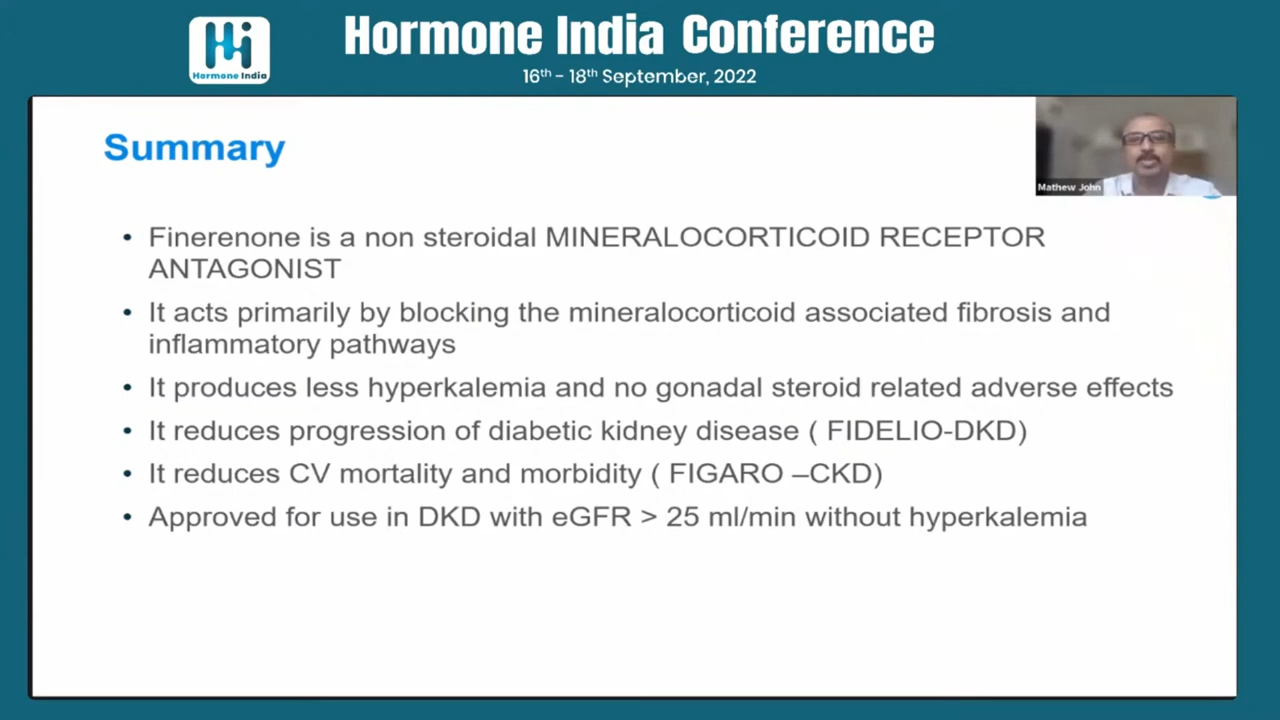 Hormone India Conference
Hormone India
16th - 18th September, 2022
Summary
Mathew John
• Finerenone is a non steroidal MINERALOCORTICOID RECEPTOR
ANTAGONIST
• It acts primarily by blocking the mineralocorticoid associated fibrosis and
inflammatory pathways
• It produces less hyperkalemia and no gonadal steroid related adverse effects
• It reduces progression of diabetic kidney disease ( FIDELIO-DKD)
• It reduces CV mortality and morbidity ( FIGARO –CKD)
• Approved for use in DKD with eGFR > 25 ml/min without hyperkalemia